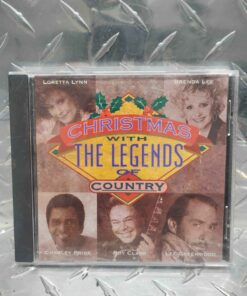 LORETTA LYNN
BRENDA LEE
CHRISTMAS
WITH
THE LEGENDS
OF
COUNTRY
CHARLEY PRIDE
ROY CLARK
LEE GREENWOOD